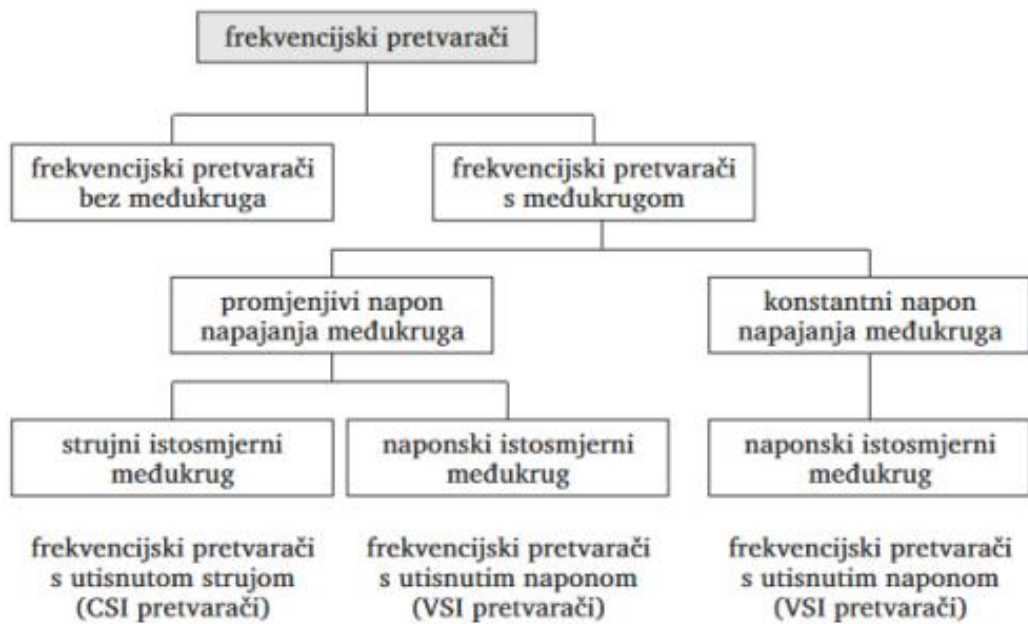 frekvencijski pretvarači
frekvencijski pretvarači
bez međukruga
frekvencijski pretvarači
s međukrugom
promjenjivi napon
napajanja međukruga
konstantni napon
napajanja međukruga
strujni istosmjerni
međukrug
naponski istosmjerni
međukrug
naponski istosmjerni
međukrug
frekvencijski pretvarači
s utisnutom strujom
(CSI pretvarači)
frekvencijski pretvarači
s utisnutim naponom
(VSI pretvarači)
frekvencijski pretvarači
s utisnutim naponom
(VSI pretvarači)